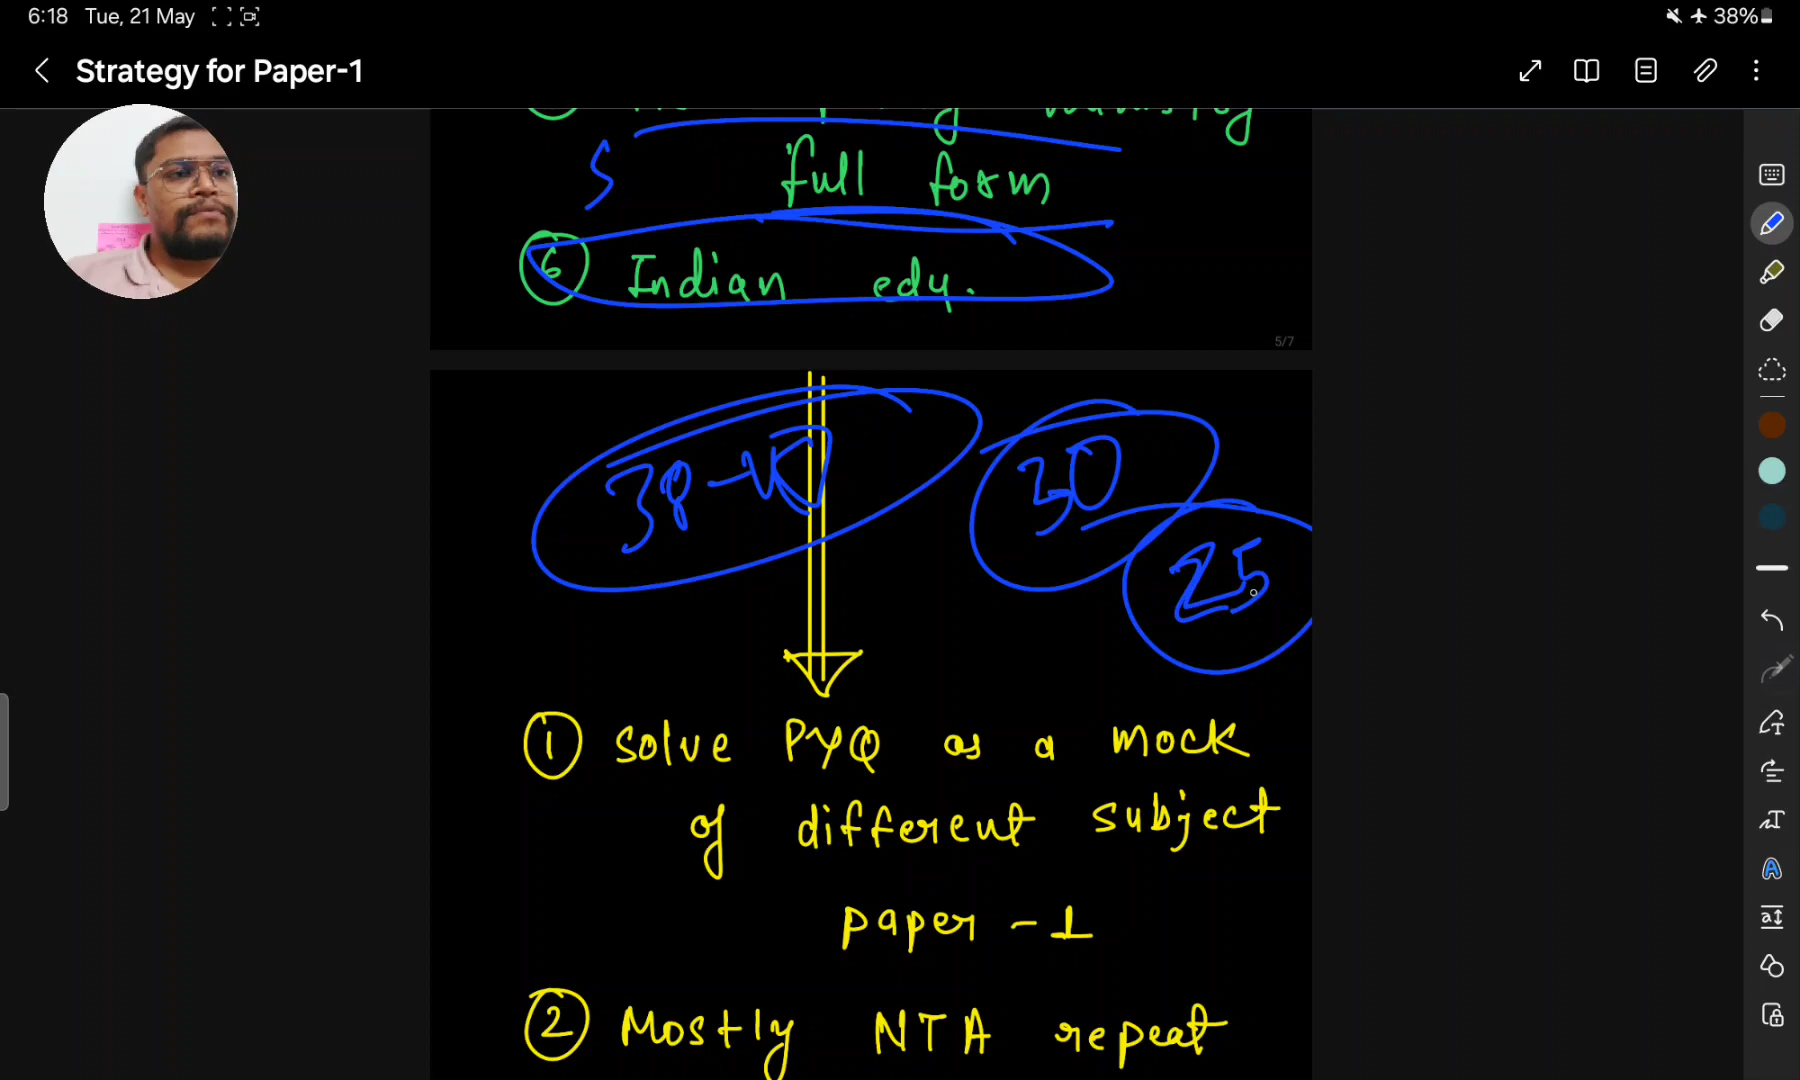 6:18 Tue, 21 May 38%
Strategy for Paper-1
5 full form
6 Indian edu.
5/7
38-40 30
25
1 solve PYQ as a mock
of different subject
paper -1
2 Mostly NTA repeat